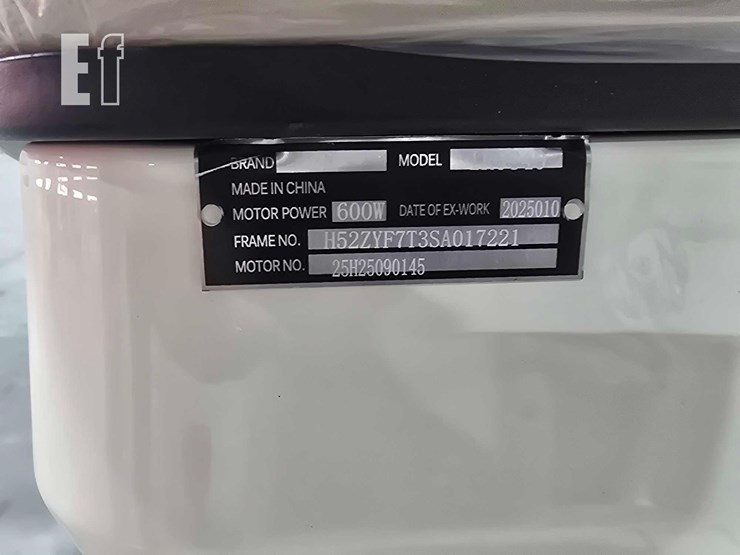 Ef
BRAND MODEL
MADE IN CHINA
MOTOR POWER 600W DATE OF EX-WORK 2025010
FRAME NO. H52ZYF7T3SA017221
MOTOR NO. 25H25090145